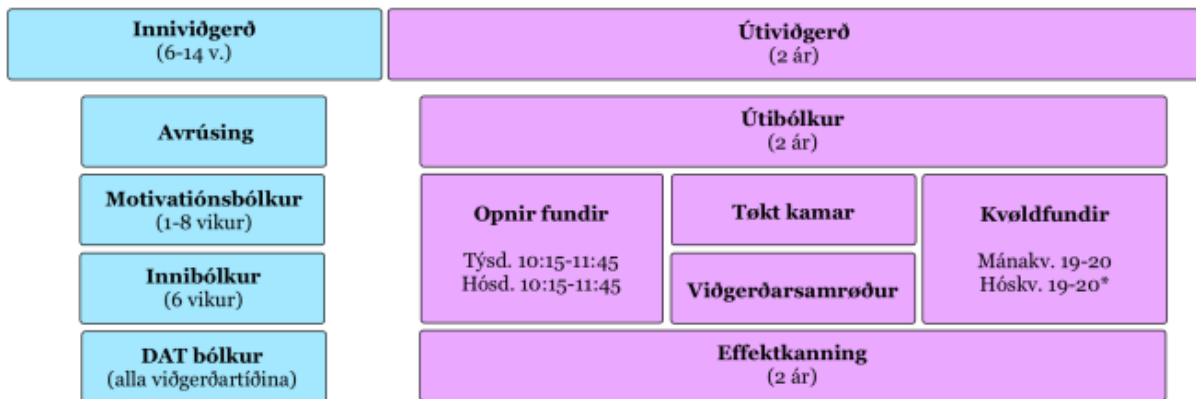 Inniviðgerð
(6-14 v.)
Útiviðgerð
(2 ár)
Avrúsing
Útibólkur
(2 ár)
Motivatiónsbólkur
(1-8 vikur)
Innibólkur
(6 vikur)
DAT bólkur
(alla viðgerðartíðina)
Opnir fundir
Týsd. 10:15-11:45
Hósd. 10:15-11:45
Tøkt kamar
Viðgerðarsamrøður
Kvøldfundir
Mánakv. 19-20
Hóskv. 19-20*
Effektkanning
(2 ár)